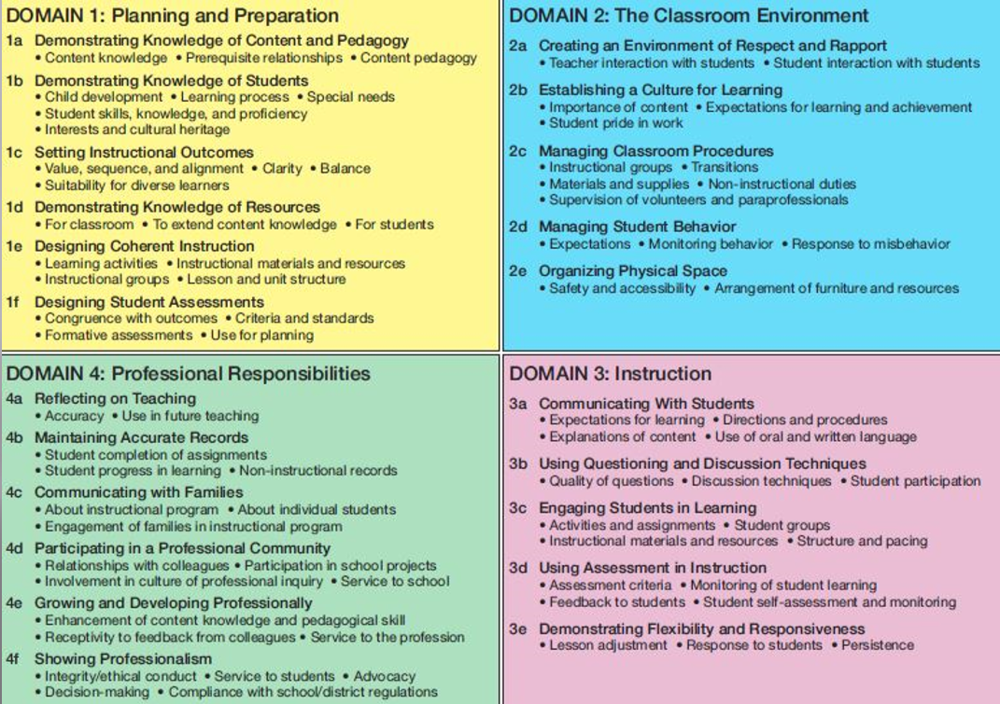 DOMAIN 1: Planning and Preparation
1a Demonstrating Knowledge of Content and Pedagogy
• Content knowledge • Prerequisite relationships • Content pedagogy
1b Demonstrating Knowledge of Students
• Child development • Learning process • Special needs
• Student skills, knowledge, and proficiency
• Interests and cultural heritage
1c Setting Instructional Outcomes
• Value, sequence, and alignment • Clarity • Balance
• Suitability for diverse learners
1d Demonstrating Knowledge of Resources
• For classroom • To extend content knowledge • For students
1e Designing Coherent Instruction
• Learning activities • Instructional materials and resources
• Instructional groups • Lesson and unit structure
1f Designing Student Assessments
• Congruence with outcomes • Criteria and standards
• Formative assessments • Use for planning
DOMAIN 2: The Classroom Environment
2a Creating an Environment of Respect and Rapport
• Teacher interaction with students • Student interaction with students
2b Establishing a Culture for Learning
• Importance of content • Expectations for learning and achievement
• Student pride in work
2c Managing Classroom Procedures
• Instructional groups • Transitions
• Materials and supplies • Non-instructional duties
• Supervision of volunteers and paraprofessionals
2d Managing Student Behavior
• Expectations • Monitoring behavior • Response to misbehavior
2e Organizing Physical Space
• Safety and accessibility • Arrangement of furniture and resources
DOMAIN 4: Professional Responsibilities
4a Reflecting on Teaching
• Accuracy • Use in future teaching
4b Maintaining Accurate Records
• Student completion of assignments
• Student progress in learning • Non-instructional records
4c Communicating with Families
• About instructional program • About individual students
• Engagement of families in instructional program
4d Participating in a Professional Community
• Relationships with colleagues • Participation in school projects
• Involvement in culture of professional inquiry • Service to school
4e Growing and Developing Professionally
• Enhancement of content knowledge and pedagogical skill
• Receptivity to feedback from colleagues • Service to the profession
4f Showing Professionalism
• Integrity/ethical conduct • Service to students • Advocacy
• Decision-making • Compliance with school/district regulations
DOMAIN 3: Instruction
3a Communicating With Students
• Expectations for learning • Directions and procedures
• Explanations of content • Use of oral and written language
3b Using Questioning and Discussion Techniques
• Quality of questions • Discussion techniques • Student participation
3c Engaging Students in Learning
• Activities and assignments • Student groups
• Instructional materials and resources • Structure and pacing
3d Using Assessment in Instruction
• Assessment criteria • Monitoring of student learning
• Feedback to students • Student self-assessment and monitoring
3e Demonstrating Flexibility and Responsiveness
• Lesson adjustment • Response to students • Persistence